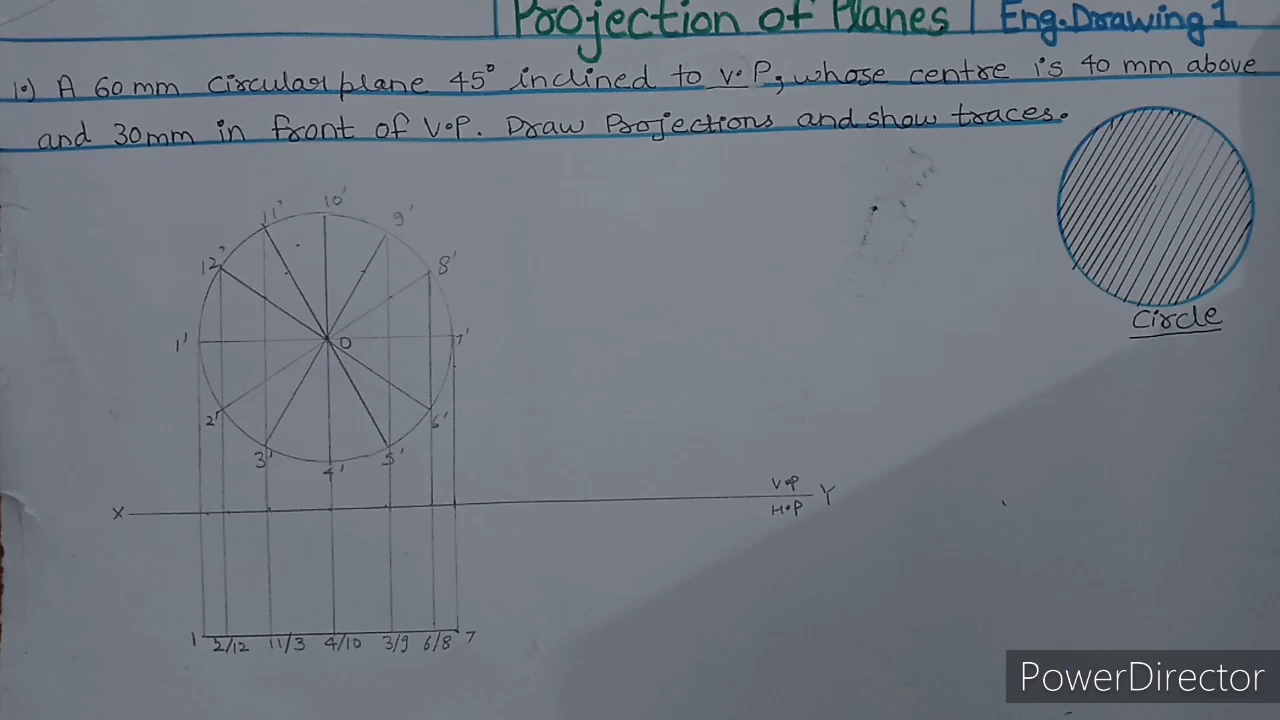 Projection of Planes | Eng.Drawing 1
1.) A 60 mm circular plane 45° inclined to V.P, whose centre is 40 mm above
and 30mm in front of V.P. Draw Projections and show traces.
Circle
10'
11'
9'
12'
8'
1'
O
7'
2'
6'
3'
4'
5'
X
V.P
H.P
Y
1 2/12 11/3 4/10 3/9 6/8 7
PowerDirector